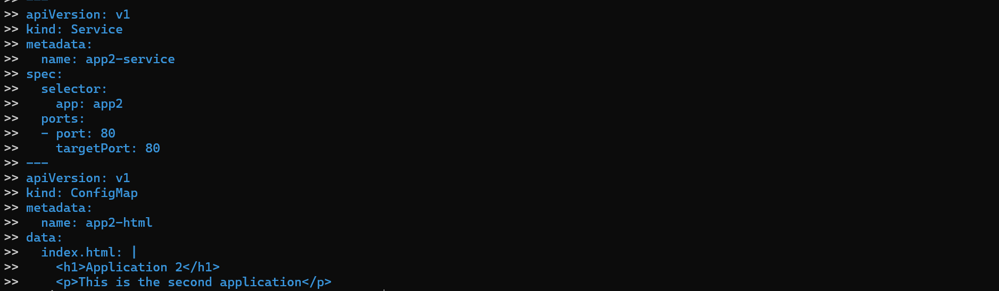 >> ---
>> apiVersion: v1
>> kind: Service
>> metadata:
>>   name: app2-service
>> spec:
>>   selector:
>>     app: app2
>>   ports:
>>   - port: 80
>>     targetPort: 80
>> ---
>> apiVersion: v1
>> kind: ConfigMap
>> metadata:
>>   name: app2-html
>> data:
>>   index.html: |
>>     <h1>Application 2</h1>
>>     <p>This is the second application</p>